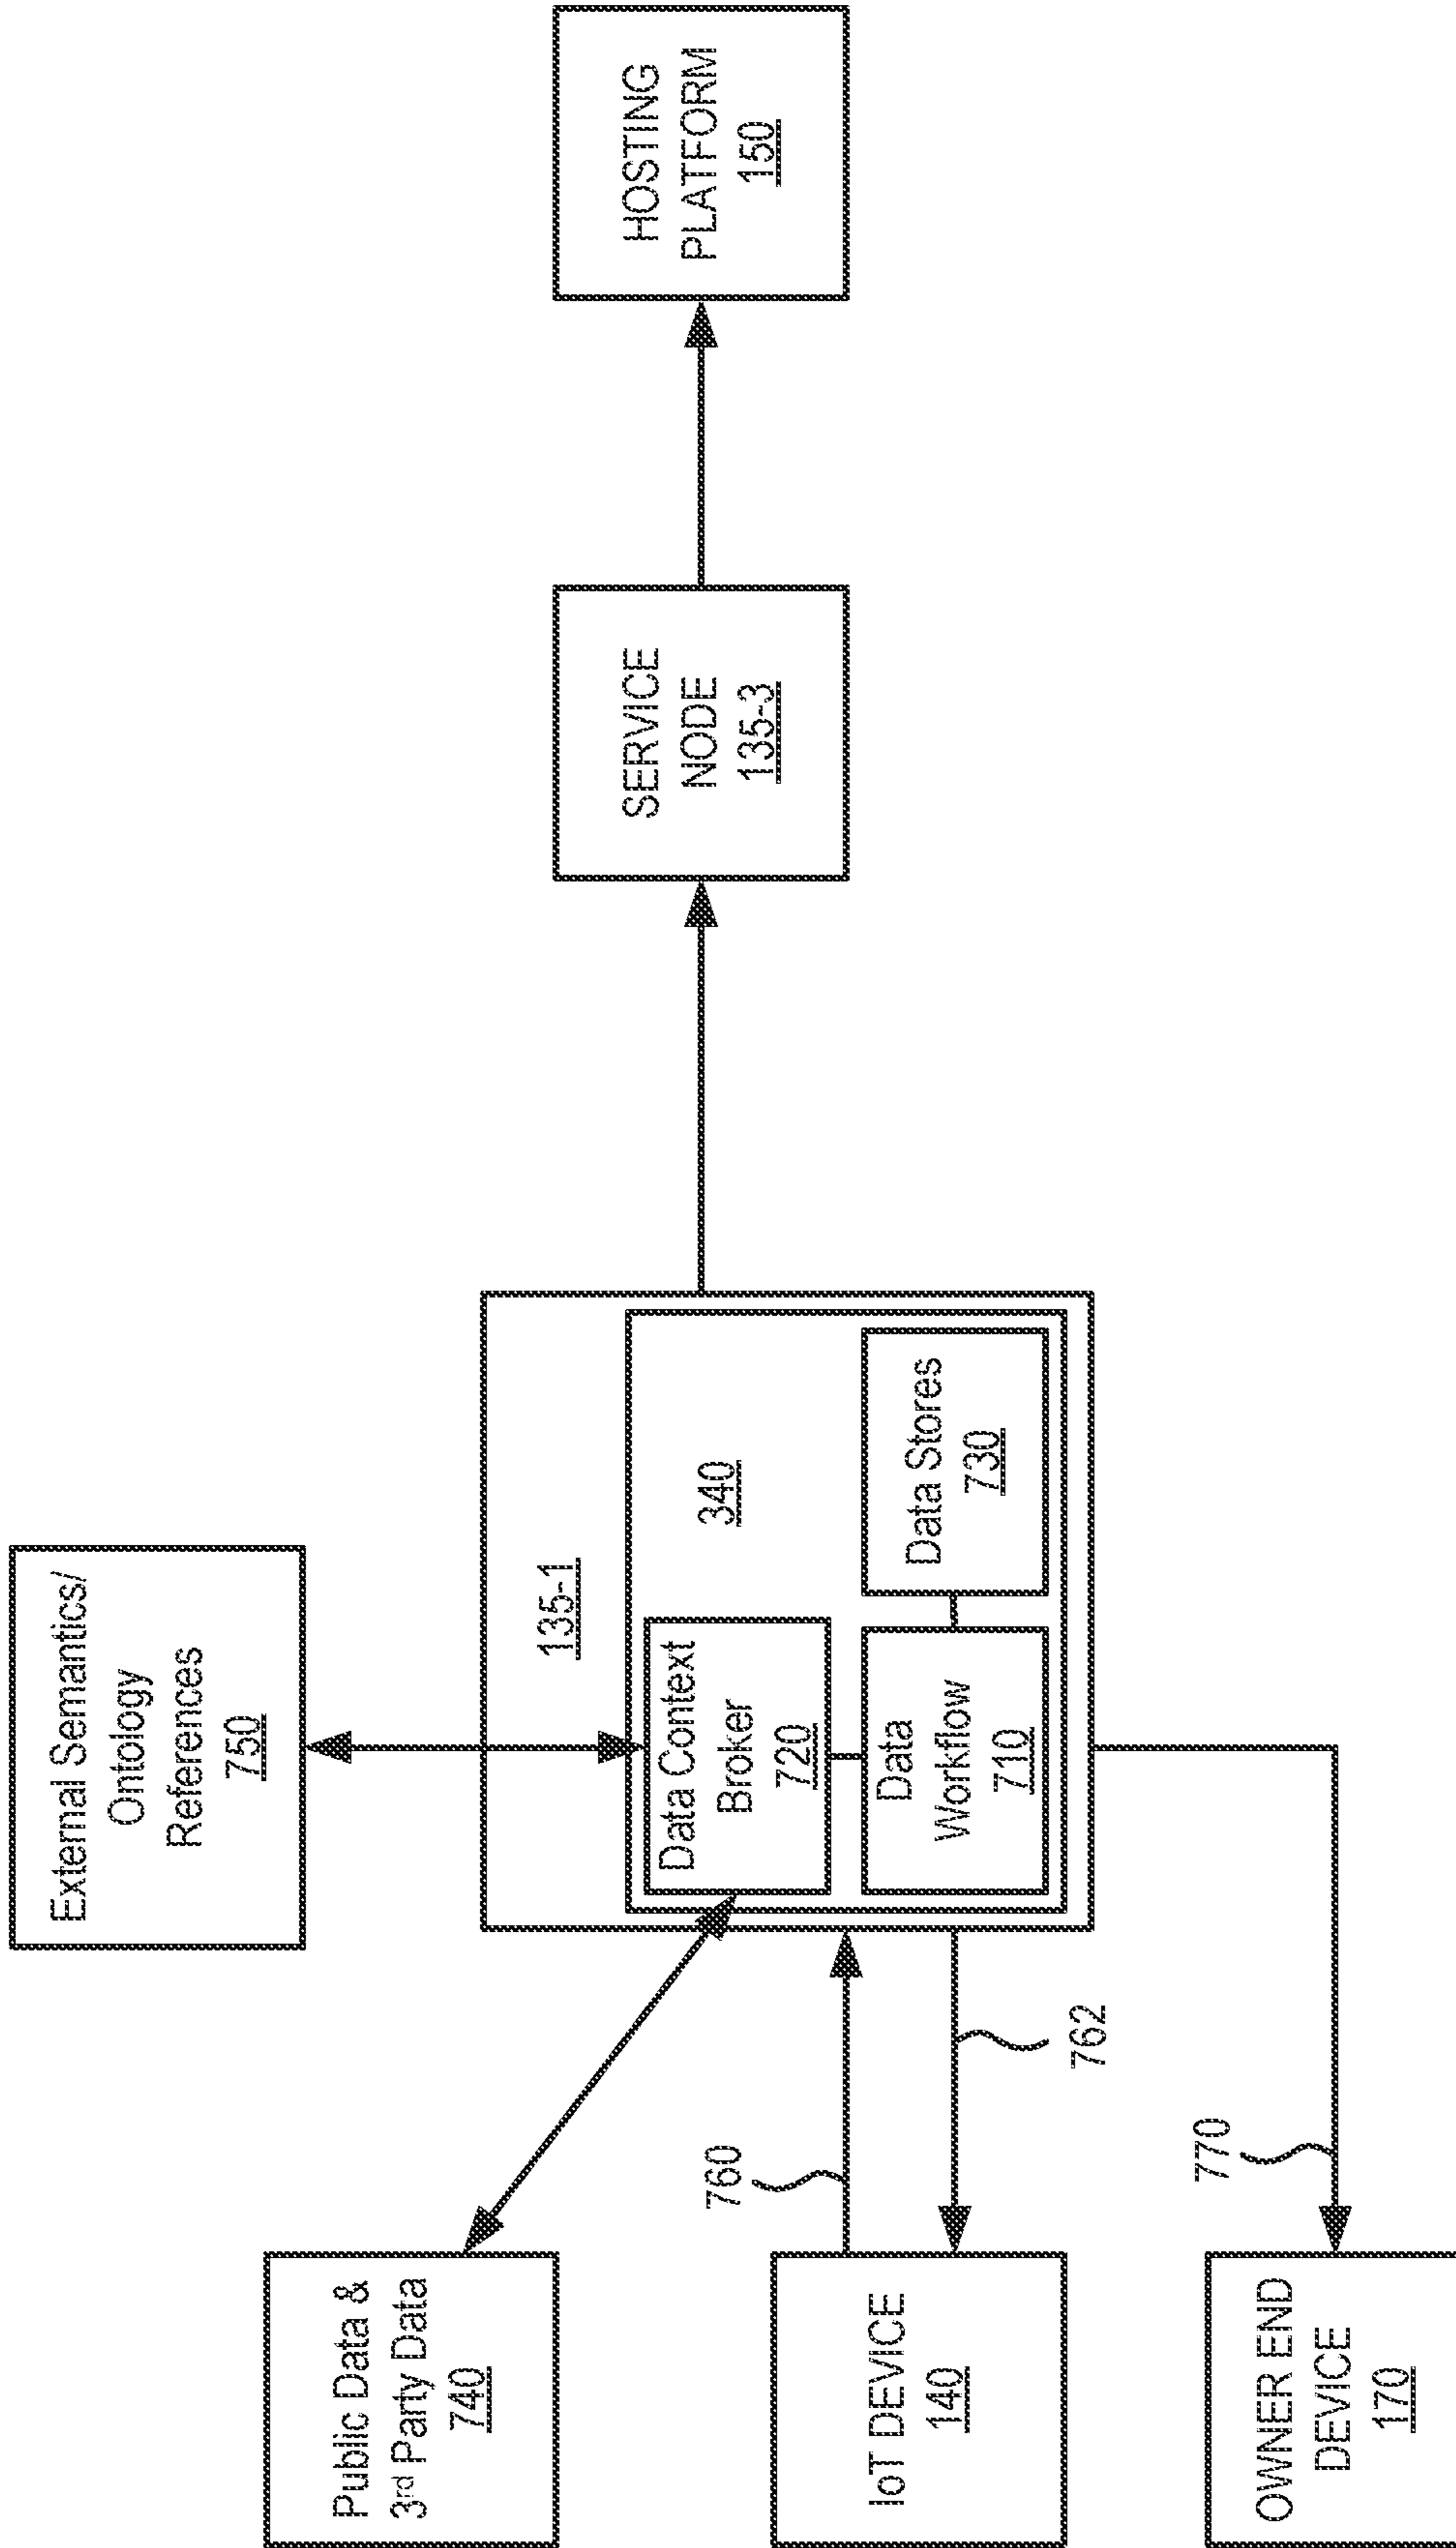 External Semantics/
Ontology
References
750
Public Data &
3rd Party Data
740
135-1
340
Data Context
Broker
720
Data
Workflow
710
Data Stores
730
SERVICE
NODE
135-3
HOSTING
PLATFORM
150
760
IoT DEVICE
140
762
770
OWNER END
DEVICE
170